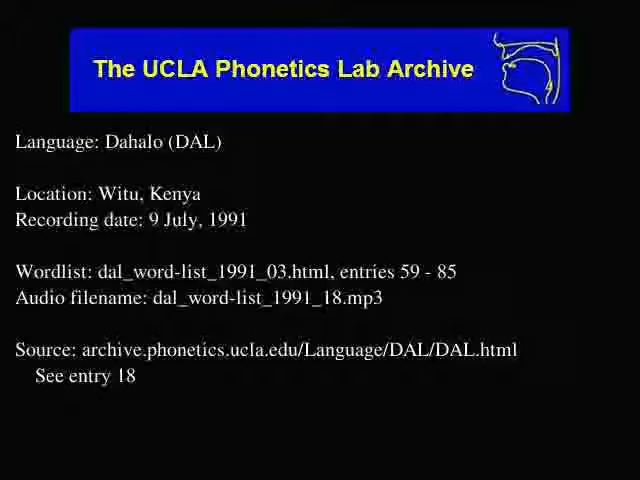 The UCLA Phonetics Lab Archive
Language: Dahalo (DAL)
Location: Witu, Kenya
Recording date: 9 July, 1991
Wordlist: dal_word-list_1991_03.html, entries 59 - 85
Audio filename: dal_word-list_1991_18.mp3
Source: archive.phonetics.ucla.edu/Language/DAL/DAL.html
See entry 18